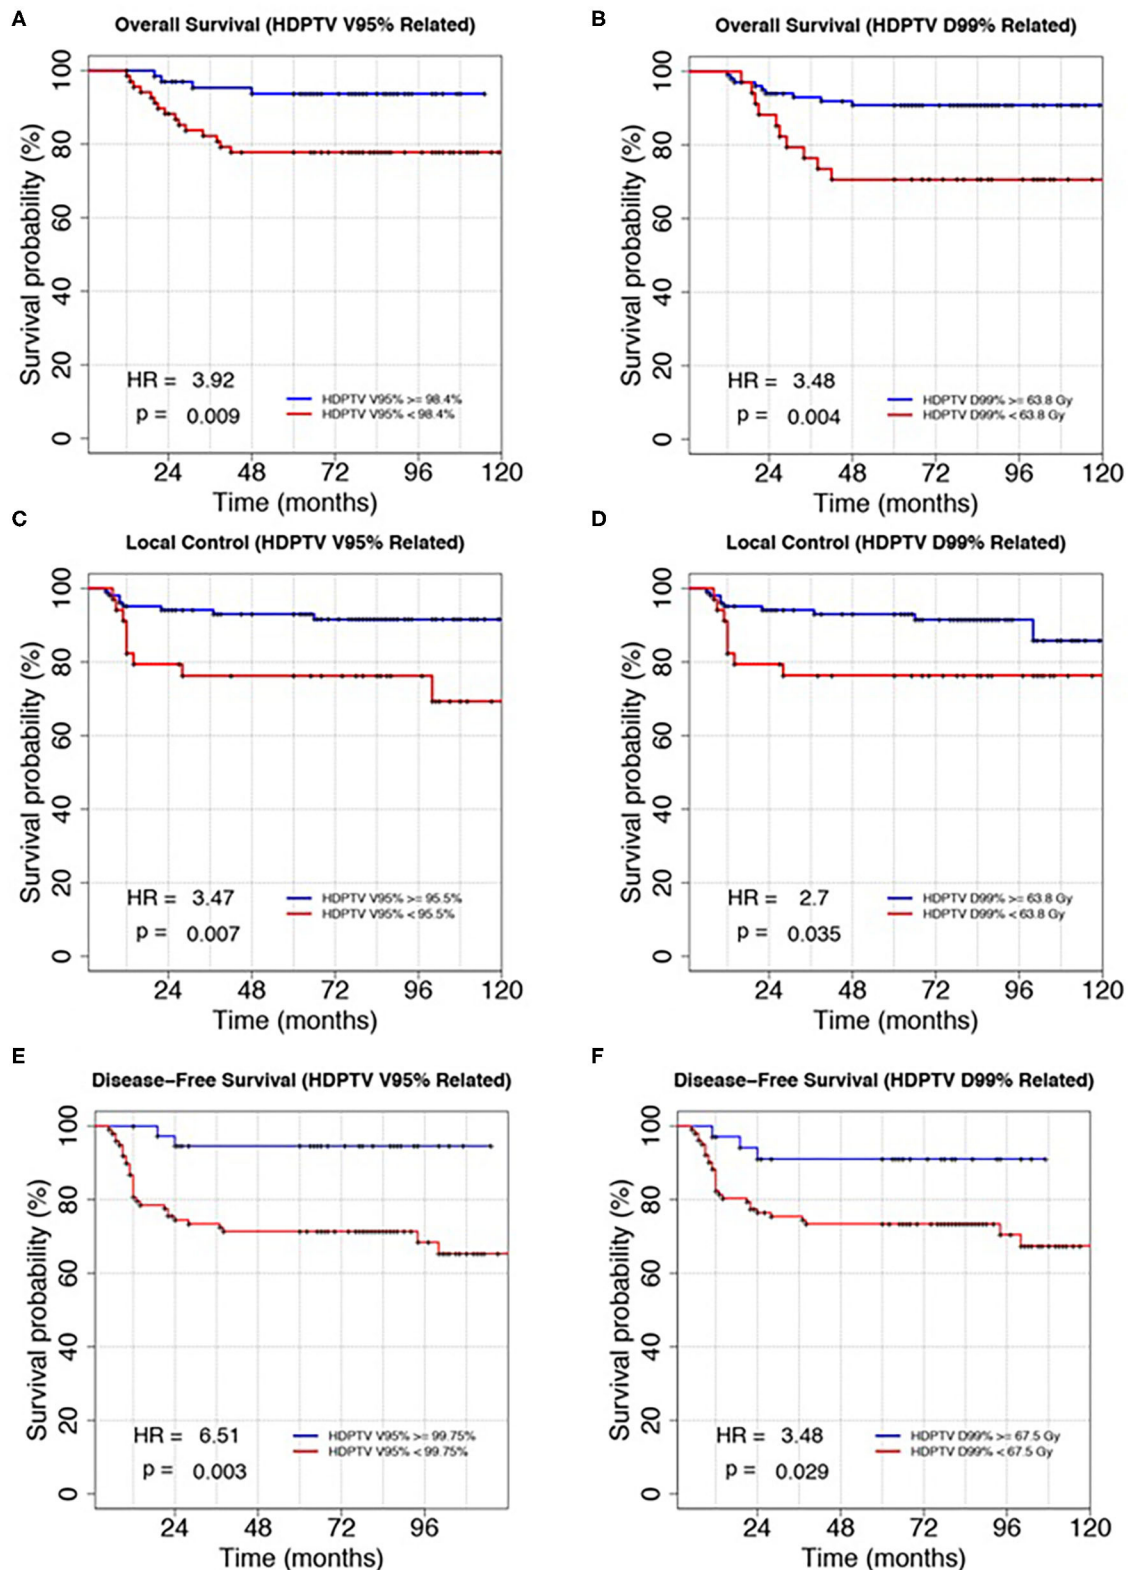 A
Overall Survival (HDPTV V95% Related)
Survival probability (%)
100
80
60
40
20
0
HR = 3.92
p = 0.009
HDPTV V95% >= 98.4%
HDPTV V95% < 98.4%
24 48 72 96 120
Time (months)
B
Overall Survival (HDPTV D99% Related)
Survival probability (%)
100
80
60
40
20
0
HR = 3.48
p = 0.004
HDPTV D99% >= 63.8 Gy
HDPTV D99% < 63.8 Gy
24 48 72 96 120
Time (months)
C
Local Control (HDPTV V95% Related)
Survival probability (%)
100
80
60
40
20
0
HR = 3.47
p = 0.007
HDPTV V95% >= 95.5%
HDPTV V95% < 95.5%
24 48 72 96 120
Time (months)
D
Local Control (HDPTV D99% Related)
Survival probability (%)
100
80
60
40
20
0
HR = 2.7
p = 0.035
HDPTV D99% >= 63.8 Gy
HDPTV D99% < 63.8 Gy
24 48 72 96 120
Time (months)
E
Disease-Free Survival (HDPTV V95% Related)
Survival probability (%)
100
80
60
40
20
0
HR = 6.51
p = 0.003
HDPTV V95% >= 99.75%
HDPTV V95% < 99.75%
24 48 72 96
Time (months)
F
Disease-Free Survival (HDPTV D99% Related)
Survival probability (%)
100
80
60
40
20
0
HR = 3.48
p = 0.029
HDPTV D99% >= 67.5 Gy
HDPTV D99% < 67.5 Gy
24 48 72 96 120
Time (months)